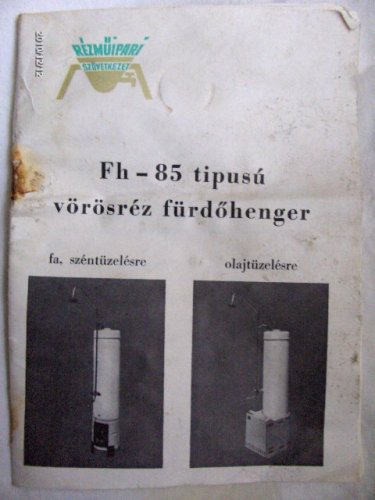 RÉZMŰIPARI
SZÖVETKEZET
Fh – 85 tipusú
vörösréz fürdőhenger
fa, széntüzelésre
olajtüzelésre